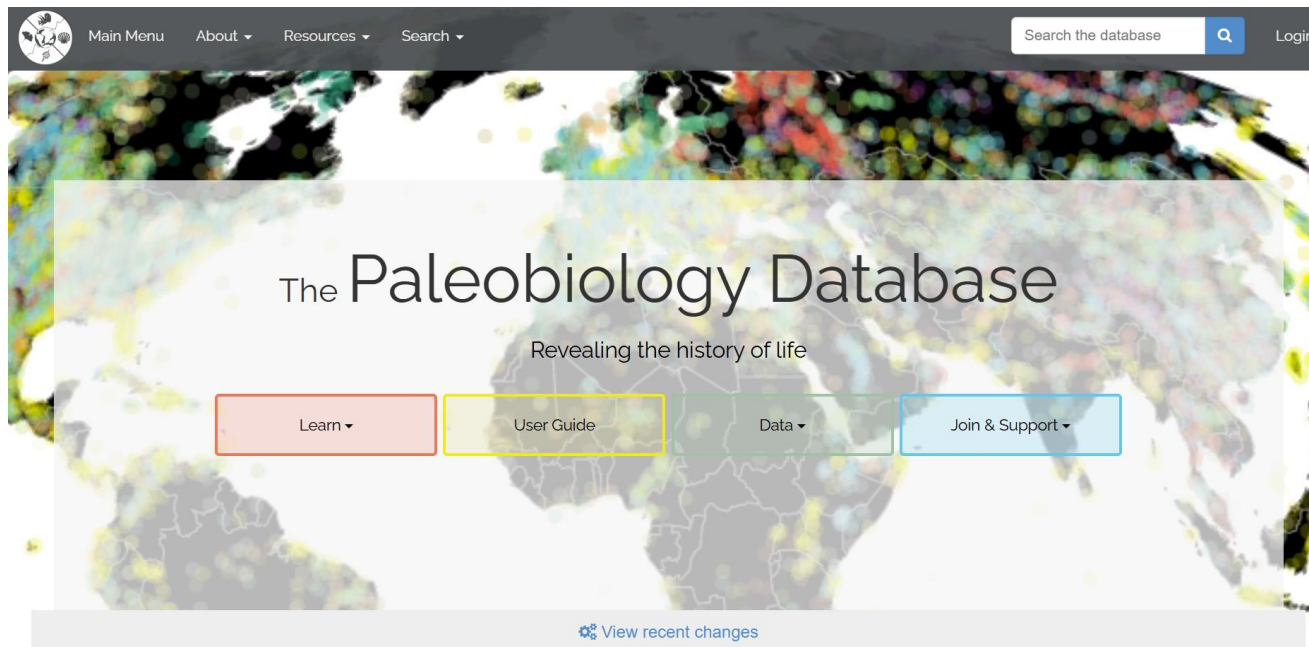 Main Menu About Resources Search Search the database Login
The Paleobiology Database
Revealing the history of life
Learn User Guide Data Join & Support
View recent changes